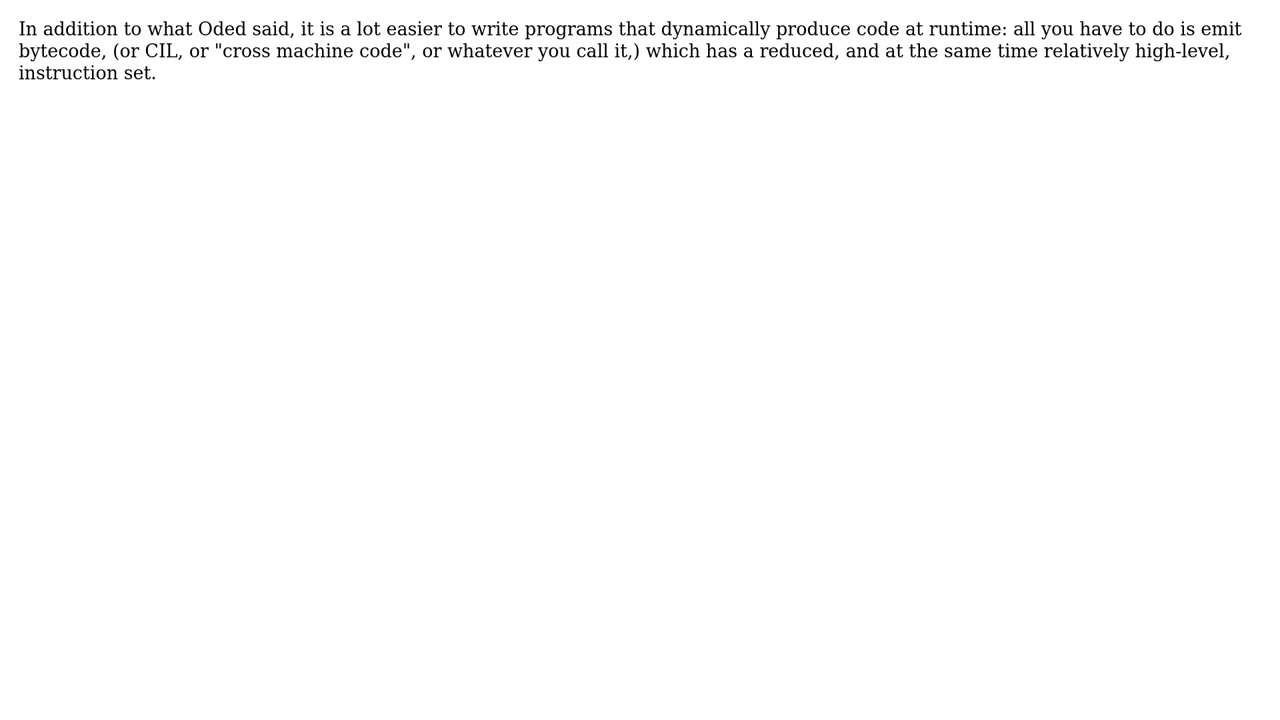 In addition to what Oded said, it is a lot easier to write programs that dynamically produce code at runtime: all you have to do is emit
bytecode, (or CIL, or "cross machine code", or whatever you call it,) which has a reduced, and at the same time relatively high-level,
instruction set.